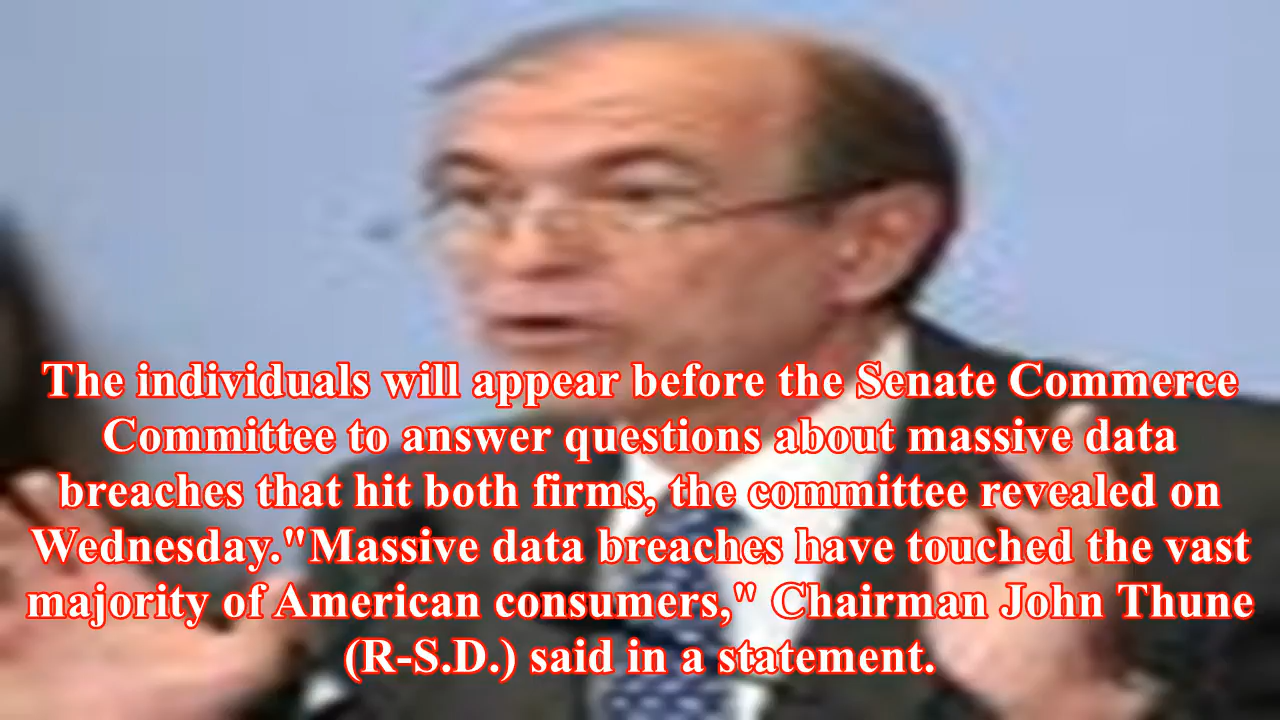 The individuals will appear before the Senate Commerce
Committee to answer questions about massive data
breaches that hit both firms, the committee revealed on
Wednesday."Massive data breaches have touched the vast
majority of American consumers," Chairman John Thune
(R-S.D.) said in a statement.